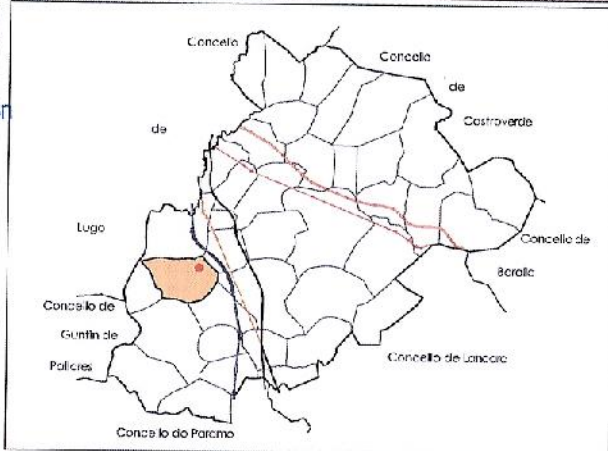 Concello
Concello
de
Castroverde
de
Lugo
Concello de
Baralla
Concello de
Guntín de
Pallares
Concello de Lancara
Concello do Paramo